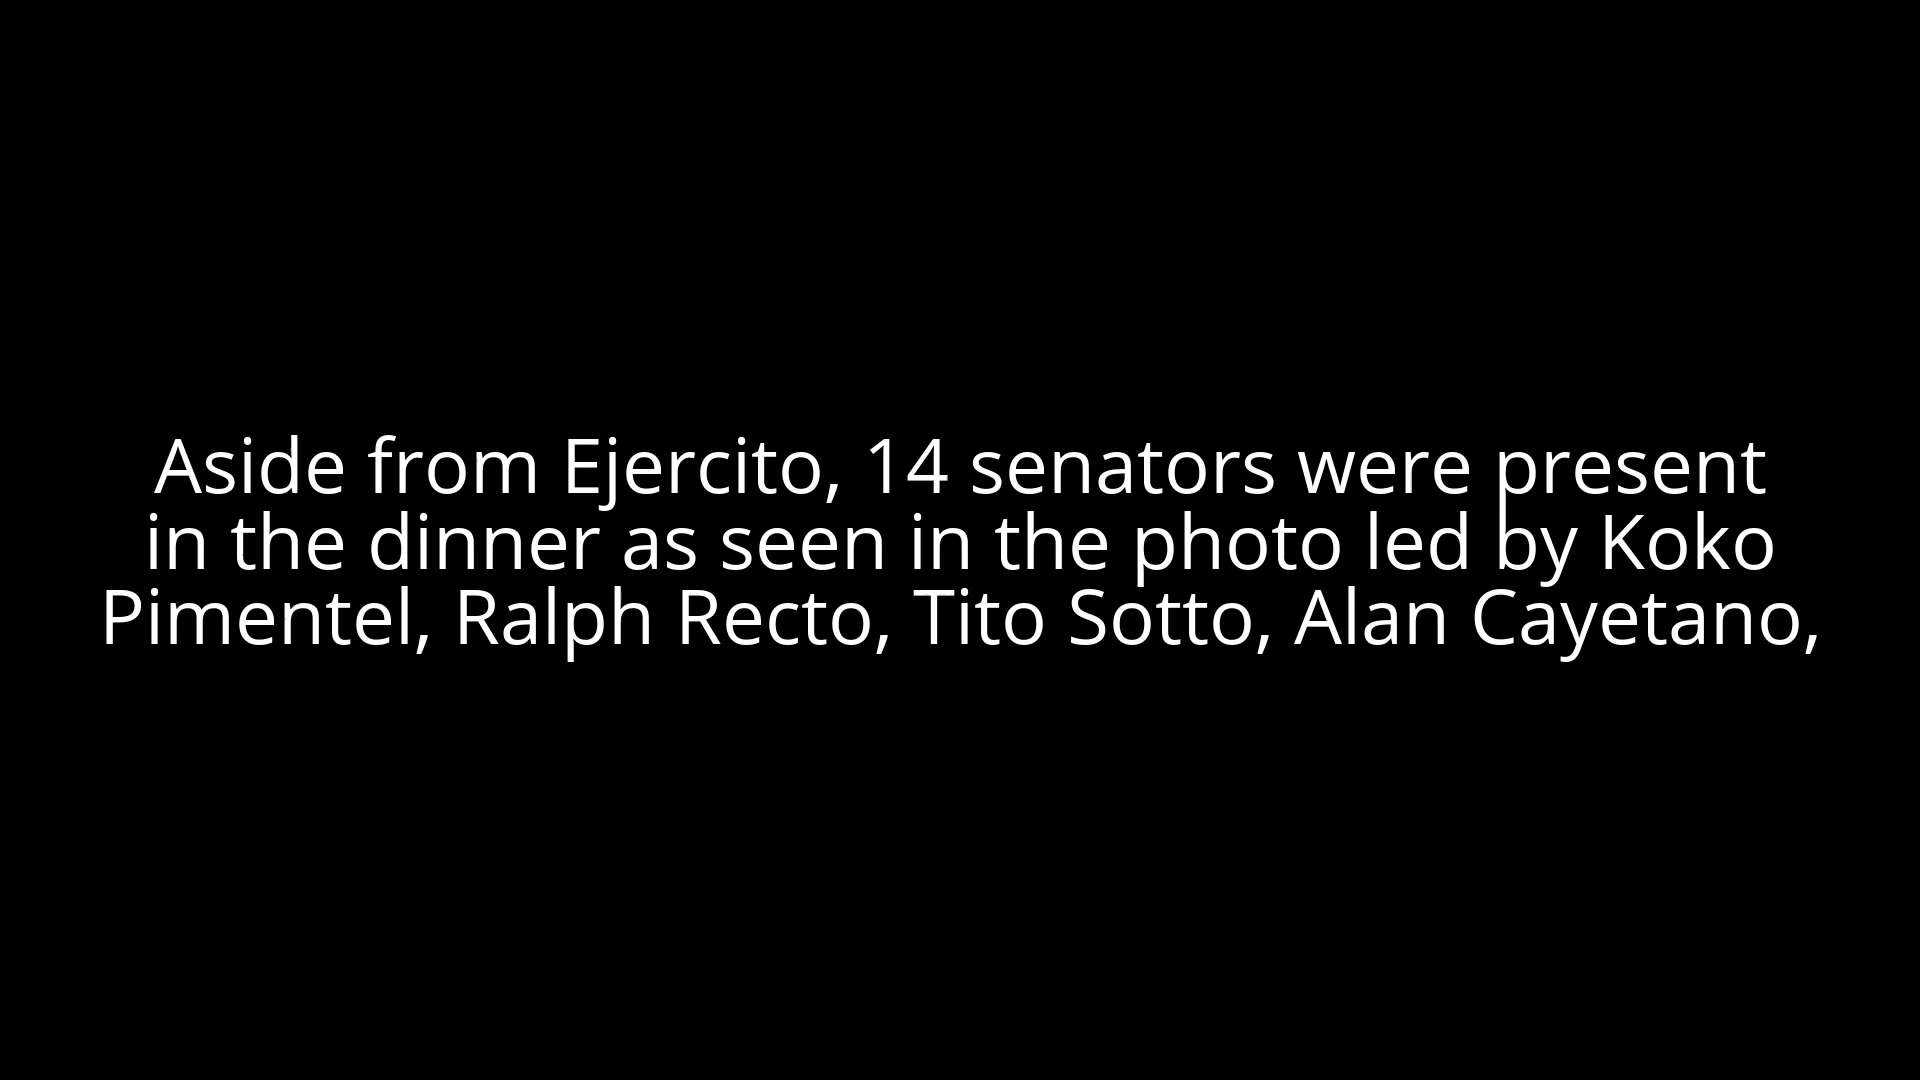 Aside from Ejercito, 14 senators were present
in the dinner as seen in the photo led by Koko
Pimentel, Ralph Recto, Tito Sotto, Alan Cayetano,